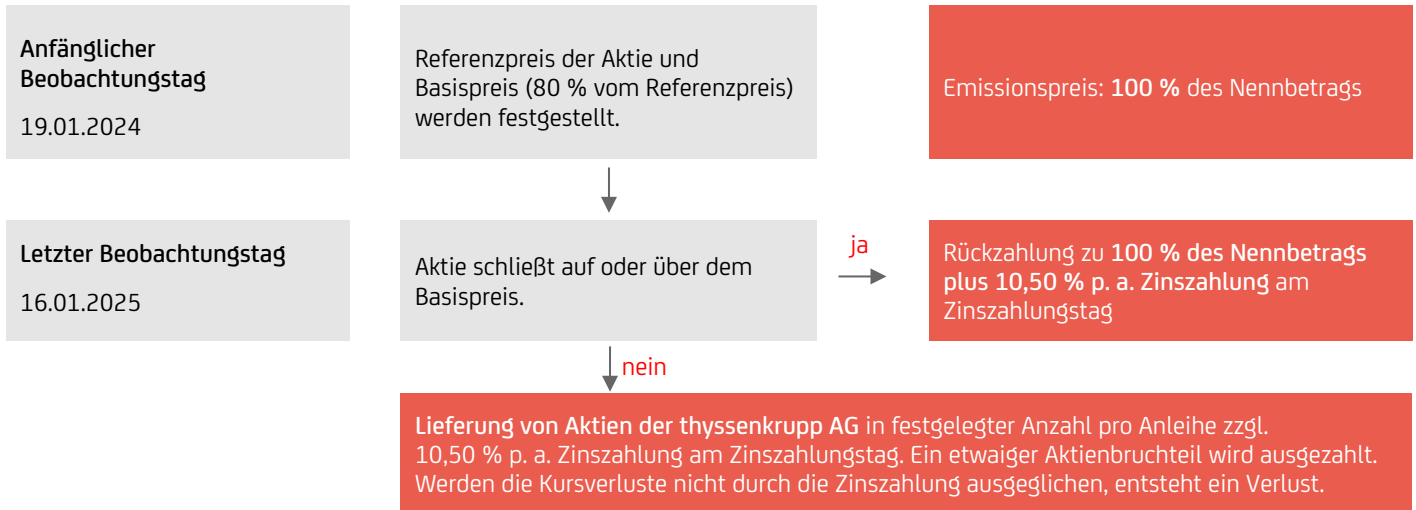 Anfänglicher
Beobachtungstag
19.01.2024
Referenzpreis der Aktie und
Basispreis (80 % vom Referenzpreis)
werden festgestellt.
Emissionspreis: 100 % des Nennbetrags
Letzter Beobachtungstag
16.01.2025
Aktie schließt auf oder über dem
Basispreis.
ja
Rückzahlung zu 100 % des Nennbetrags
plus 10,50 % p. a. Zinszahlung am
Zinszahlungstag
nein
Lieferung von Aktien der thyssenkrupp AG in festgelegter Anzahl pro Anleihe zzgl.
10,50 % p. a. Zinszahlung am Zinszahlungstag. Ein etwaiger Aktienbruchteil wird ausgezahlt.
Werden die Kursverluste nicht durch die Zinszahlung ausgeglichen, entsteht ein Verlust.